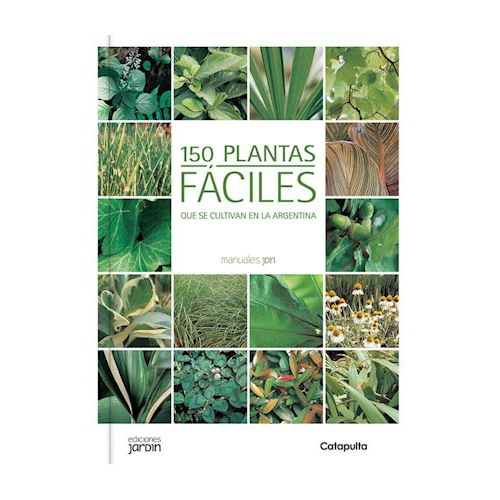 150 PLANTAS
FÁCILES
QUE SE CULTIVAN EN LA ARGENTINA
manuales jDN
ediciones
jardín
Catapulta